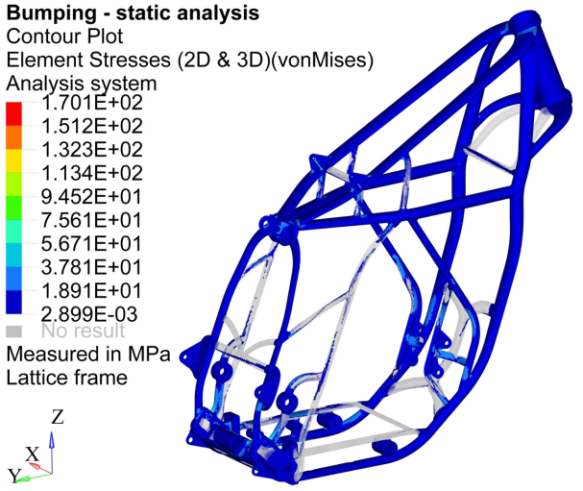 Bumping - static analysis
Contour Plot
Element Stresses (2D & 3D)(vonMises)
Analysis system
1.701E+02
1.512E+02
1.323E+02
1.134E+02
9.452E+01
7.561E+01
5.671E+01
3.781E+01
1.891E+01
2.899E-03
No result
Measured in MPa
Lattice frame
Z
X
Y